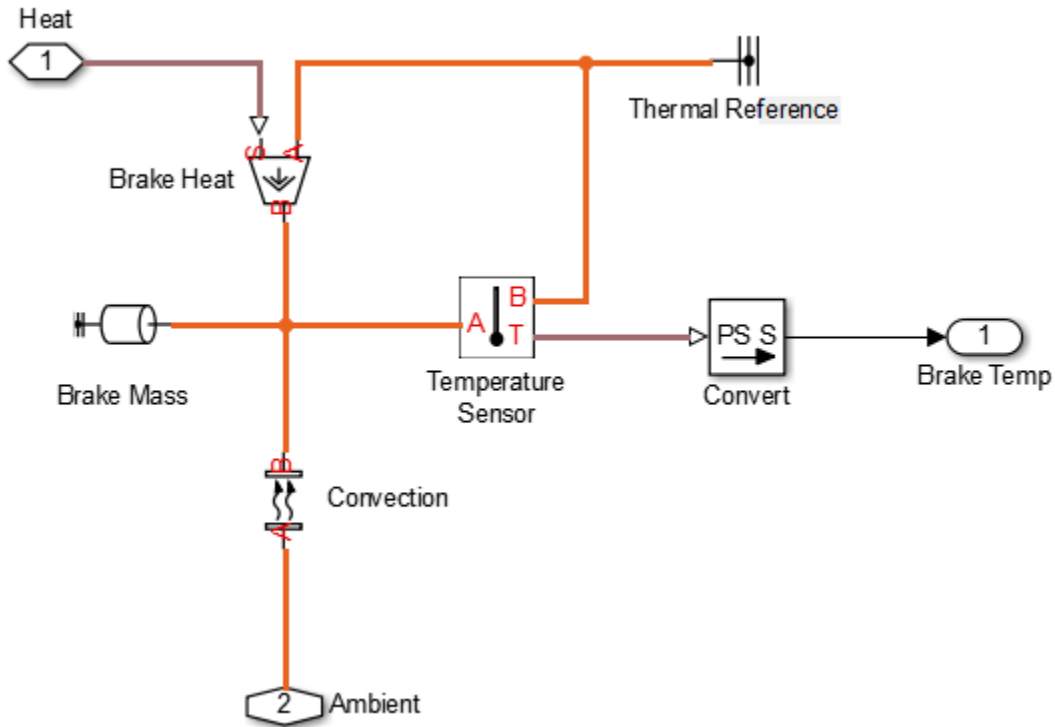 Heat
1
Thermal Reference
S A
Brake Heat
B
B
A
T
PS S
1
Brake Mass
Temperature
Sensor
Convert
Brake Temp
B
Convection
A
2
Ambient